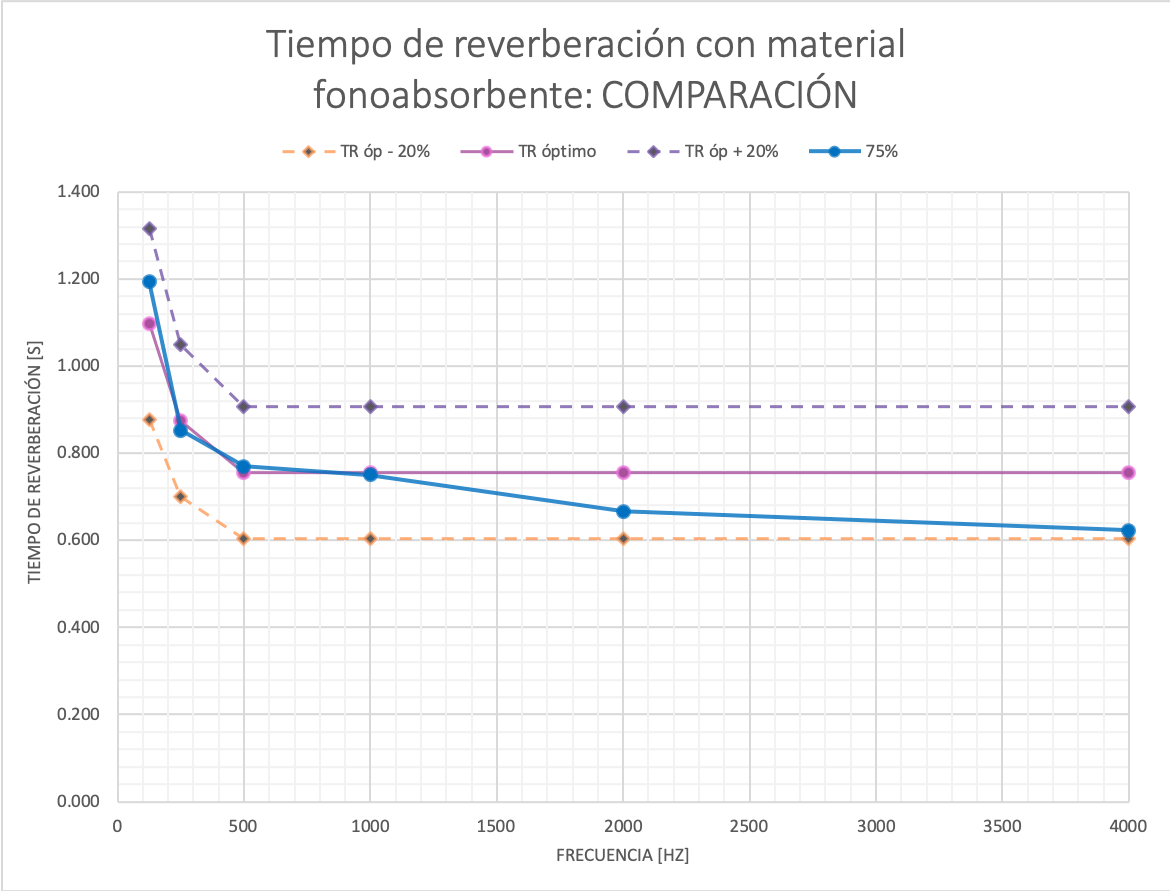 Tiempo de reverberación con material
fonoabsorbente: COMPARACIÓN
TR óp - 20% TR óptimo TR óp + 20% 75%
1.400
1.200
1.000
0.800
0.600
0.400
0.200
0.000
TIEMPO DE REVERBERACIÓN [S]
0 500 1000 1500 2000 2500 3000 3500 4000
FRECUENCIA [HZ]